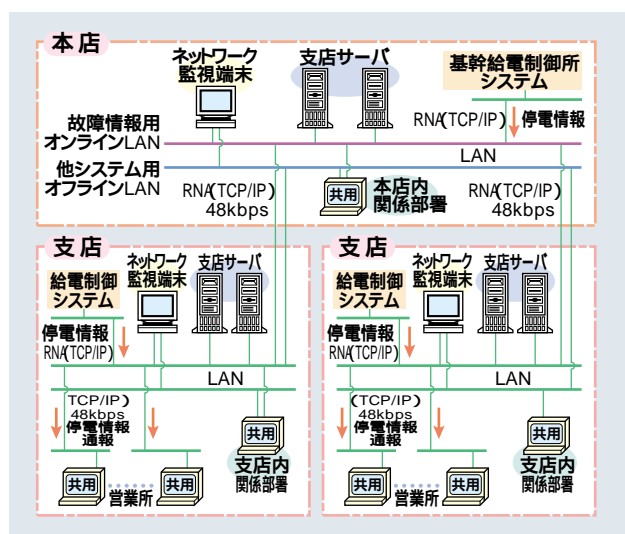 本店
ネットワーク
監視端末
支店サーバ
基幹給電制御所
システム
RNA(TCP/IP)
停電情報
故障情報用
オンラインLAN
LAN
他システム用
オフラインLAN
RNA(TCP/IP)
48kbps
共用
本店内
関係部署
RNA(TCP/IP)
48kbps
支店
給電制御
システム
ネットワーク
監視端末
支店サーバ
停電情報
RNA(TCP/IP)
LAN
TCP/IP)
48kbps
停電情報
通報
共用
支店内
関係部署
共用
営業所
共用
支店
給電制御
システム
ネットワーク
監視端末
支店サーバ
停電情報
RNA(TCP/IP)
LAN
(TCP/IP)
48kbps
停電情報
通報
共用
支店内
関係部署
共用
営業所
共用